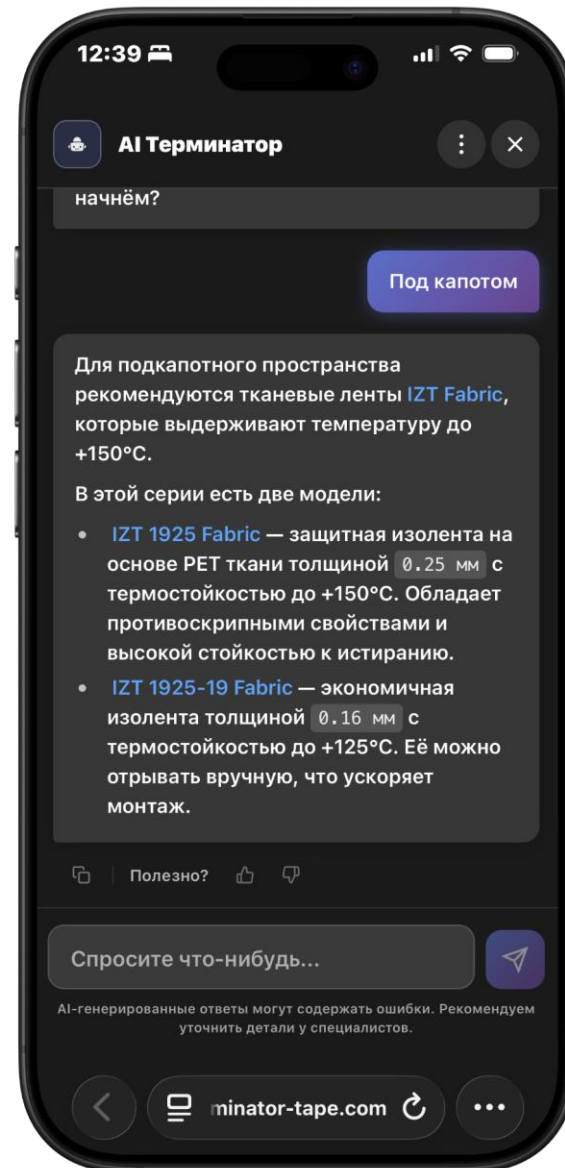 12:39
AI Терминатор
начнём?
Под капотом
Для подкапотного пространства
рекомендуются тканевые ленты IZT Fabric,
которые выдерживают температуру до
+150°C.
В этой серии есть две модели:
• IZT 1925 Fabric — защитная изолента на
основе PET ткани толщиной 0.25 мм с
термостойкостью до +150°C. Обладает
противоскрипными свойствами и
высокой стойкостью к истиранию.
• IZT 1925-19 Fabric — экономичная
изолента толщиной 0.16 мм с
термостойкостью до +125°C. Её можно
отрывать вручную, что ускоряет
монтаж.
Полезно?
Спросите что-нибудь...
AI-генерированные ответы могут содержать ошибки. Рекомендуем
уточнить детали у специалистов.
minator-tape.com